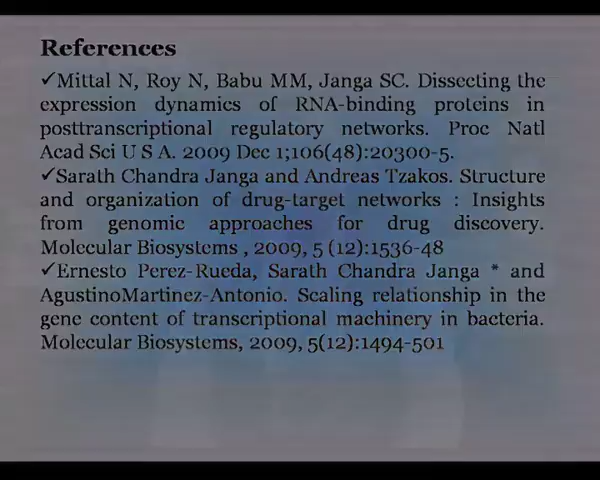 References
✓Mittal N, Roy N, Babu MM, Janga SC. Dissecting the
expression dynamics of RNA-binding proteins in
posttranscriptional regulatory networks. Proc Natl
Acad Sci U S A. 2009 Dec 1;106(48):20300-5.
✓Sarath Chandra Janga and Andreas Tzakos. Structure
and organization of drug-target networks : Insights
from genomic approaches for drug discovery.
Molecular Biosystems , 2009, 5 (12):1536-48
✓Ernesto Perez-Rueda, Sarath Chandra Janga * and
AgustinoMartinez-Antonio. Scaling relationship in the
gene content of transcriptional machinery in bacteria.
Molecular Biosystems, 2009, 5(12):1494-501